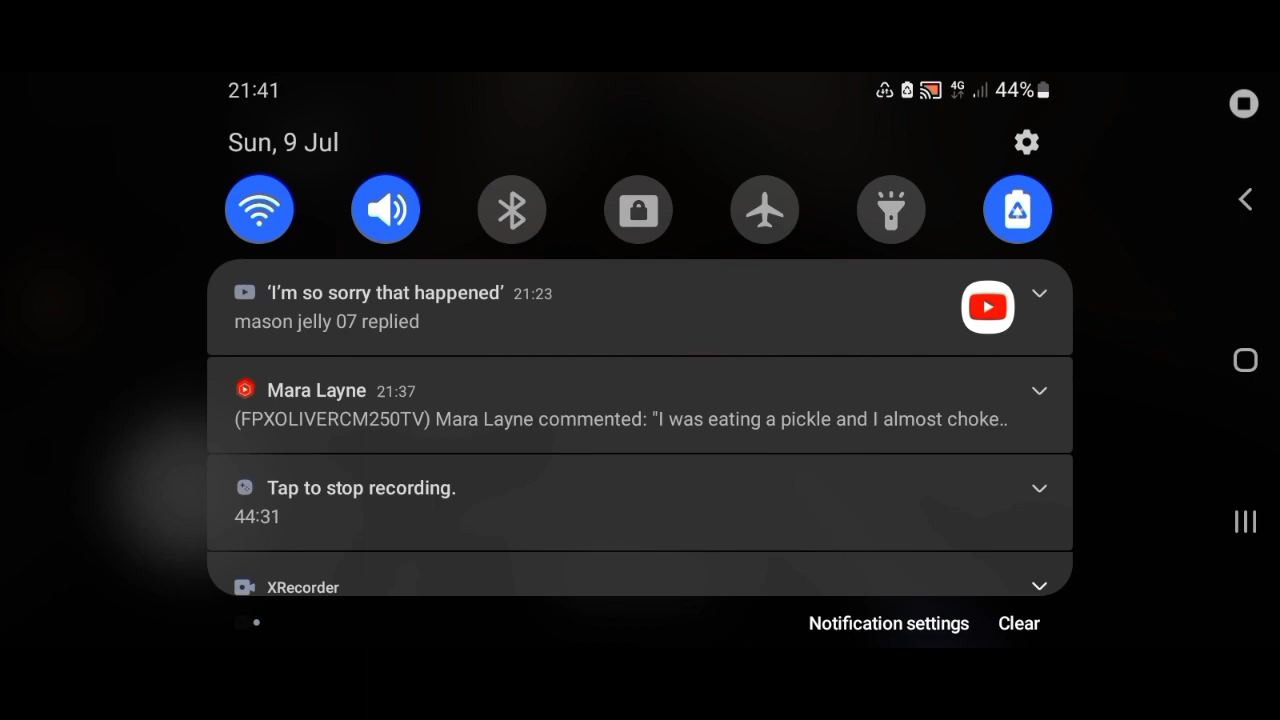 21:41
4G 44%
Sun, 9 Jul
‘I’m so sorry that happened’ 21:23
mason jelly 07 replied
Mara Layne 21:37
(FPXOLIVERCM250TV) Mara Layne commented: "I was eating a pickle and I almost choke..
Tap to stop recording.
44:31
XRecorder
Notification settings Clear